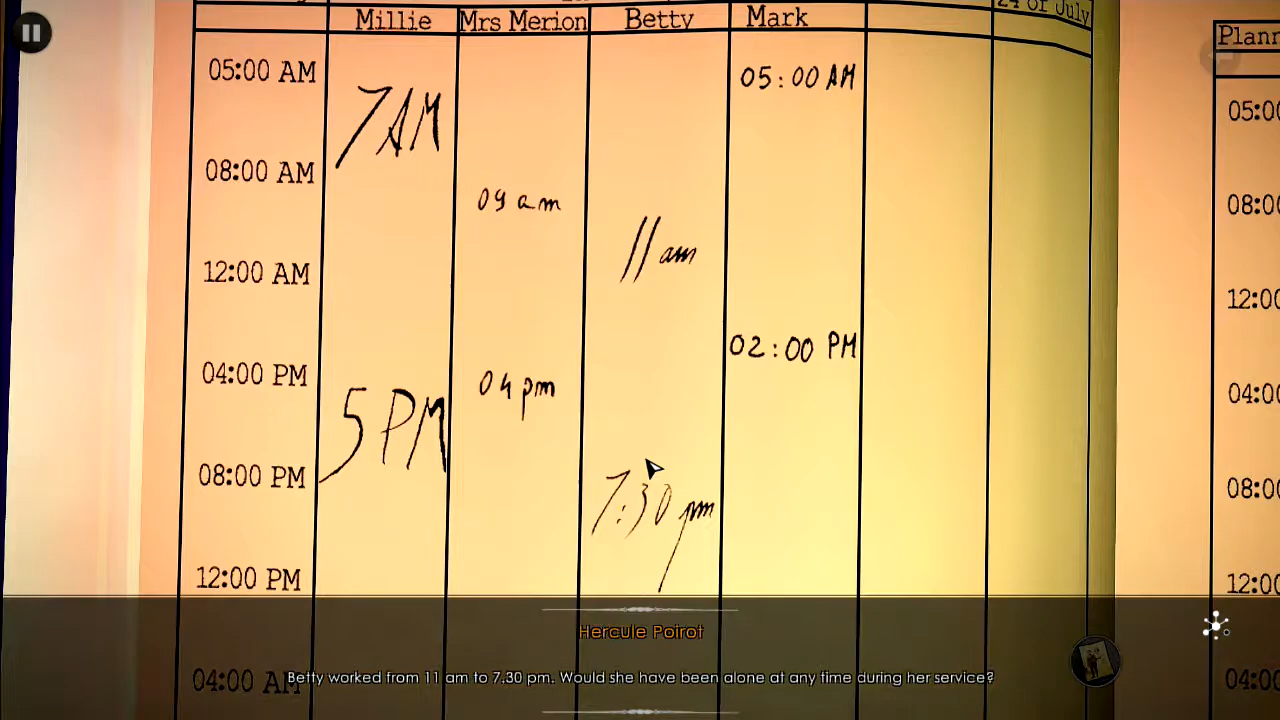 24 of July
Millie Mrs Merion Betty Mark
Plann
05:00 AM 05:00 AM 05:00
7 AM
08:00 AM 08:00
09 am
11 am
12:00 AM 12:00
02:00 PM
04:00 PM 04 pm 04:00
5 PM
08:00 PM 08:00
7:30 pm
12:00 PM 12:00
Hercule Poirot
04:00 AM 04:00
Betty worked from 11 am to 7.30 pm. Would she have been alone at any time during her service?